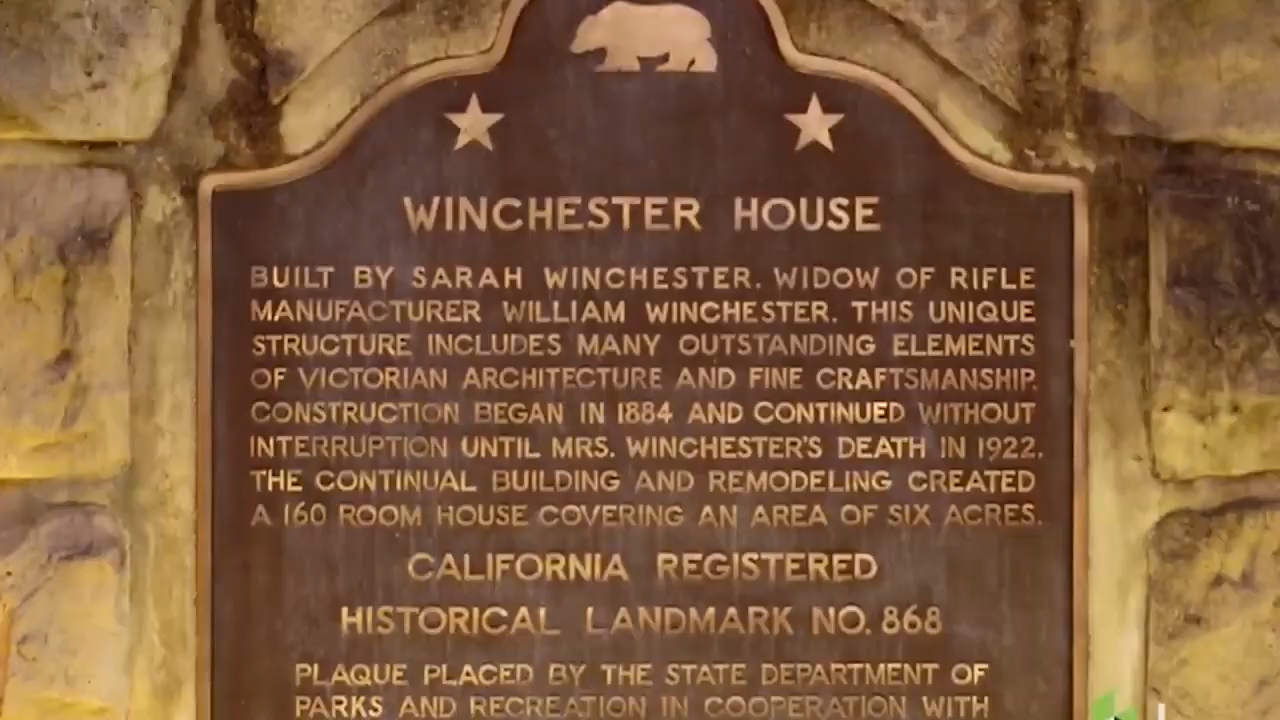 WINCHESTER HOUSE
BUILT BY SARAH WINCHESTER. WIDOW OF RIFLE
MANUFACTURER WILLIAM WINCHESTER. THIS UNIQUE
STRUCTURE INCLUDES MANY OUTSTANDING ELEMENTS
OF VICTORIAN ARCHITECTURE AND FINE CRAFTSMANSHIP.
CONSTRUCTION BEGAN IN 1884 AND CONTINUED WITHOUT
INTERRUPTION UNTIL MRS. WINCHESTER'S DEATH IN 1922.
THE CONTINUAL BUILDING AND REMODELING CREATED
A 160 ROOM HOUSE COVERING AN AREA OF SIX ACRES.
CALIFORNIA REGISTERED
HISTORICAL LANDMARK NO. 868
PLAQUE PLACED BY THE STATE DEPARTMENT OF
PARKS AND RECREATION IN COOPERATION WITH